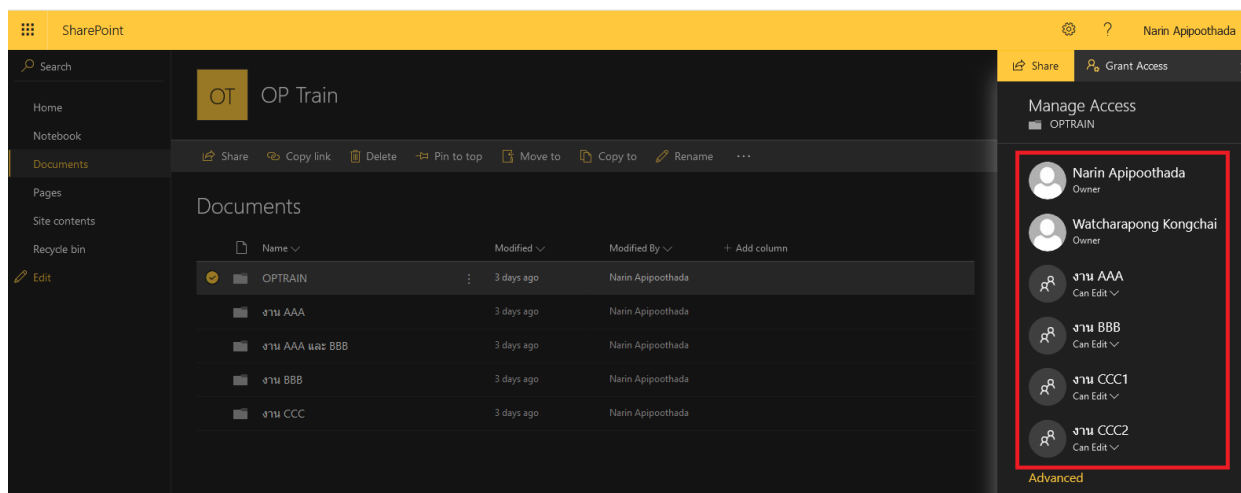 SharePoint
Narin Apipoothada
Search
Home
Notebook
Documents
Pages
Site contents
Recycle bin
Edit
OT OP Train
Share Copy link Delete Pin to top Move to Copy to Rename ...
Documents
Name Modified Modified By + Add column
OPTRAIN 3 days ago Narin Apipoothada
งาน AAA 3 days ago Narin Apipoothada
งาน AAA และ BBB 3 days ago Narin Apipoothada
งาน BBB 3 days ago Narin Apipoothada
งาน CCC 3 days ago Narin Apipoothada
Share Grant Access
Manage Access
OPTRAIN
Narin Apipoothada
Owner
Watcharapong Kongchai
Owner
งาน AAA
Can Edit
งาน BBB
Can Edit
งาน CCC1
Can Edit
งาน CCC2
Can Edit
Advanced